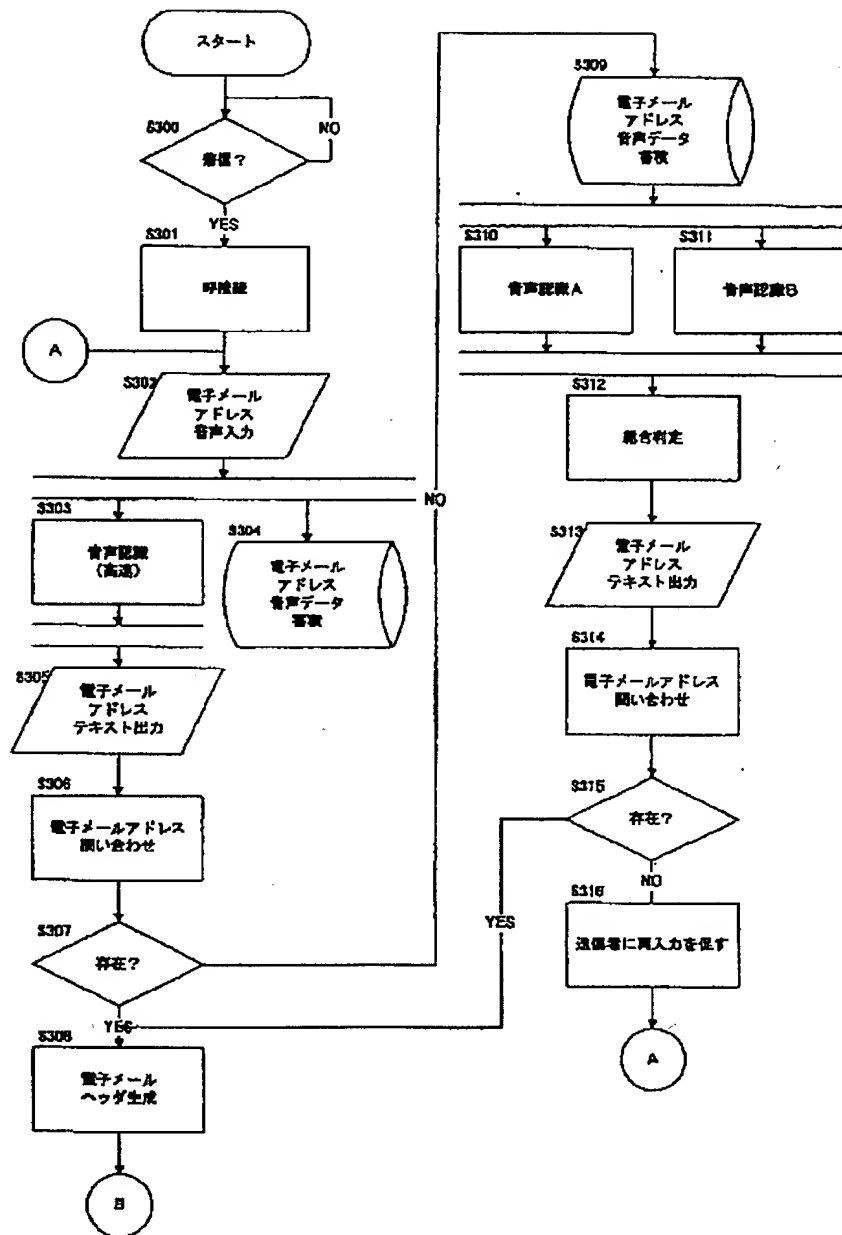 スタート
S300
着信?
NO
YES
S301
呼接続
A
S302
電子メール
アドレス
音声入力
S303
音声認識
(高速)
S304
電子メール
アドレス
音声データ
蓄積
S305
電子メール
アドレス
テキスト出力
S306
電子メールアドレス
問い合わせ
S307
存在?
NO
YES
S308
電子メール
ヘッダ生成
B
S309
電子メール
アドレス
音声データ
蓄積
S310
音声認識A
S311
音声認識B
S312
総合判定
S313
電子メール
アドレス
テキスト出力
S314
電子メールアドレス
問い合わせ
S315
存在?
NO
YES
S316
送信者に再入力を促す
A